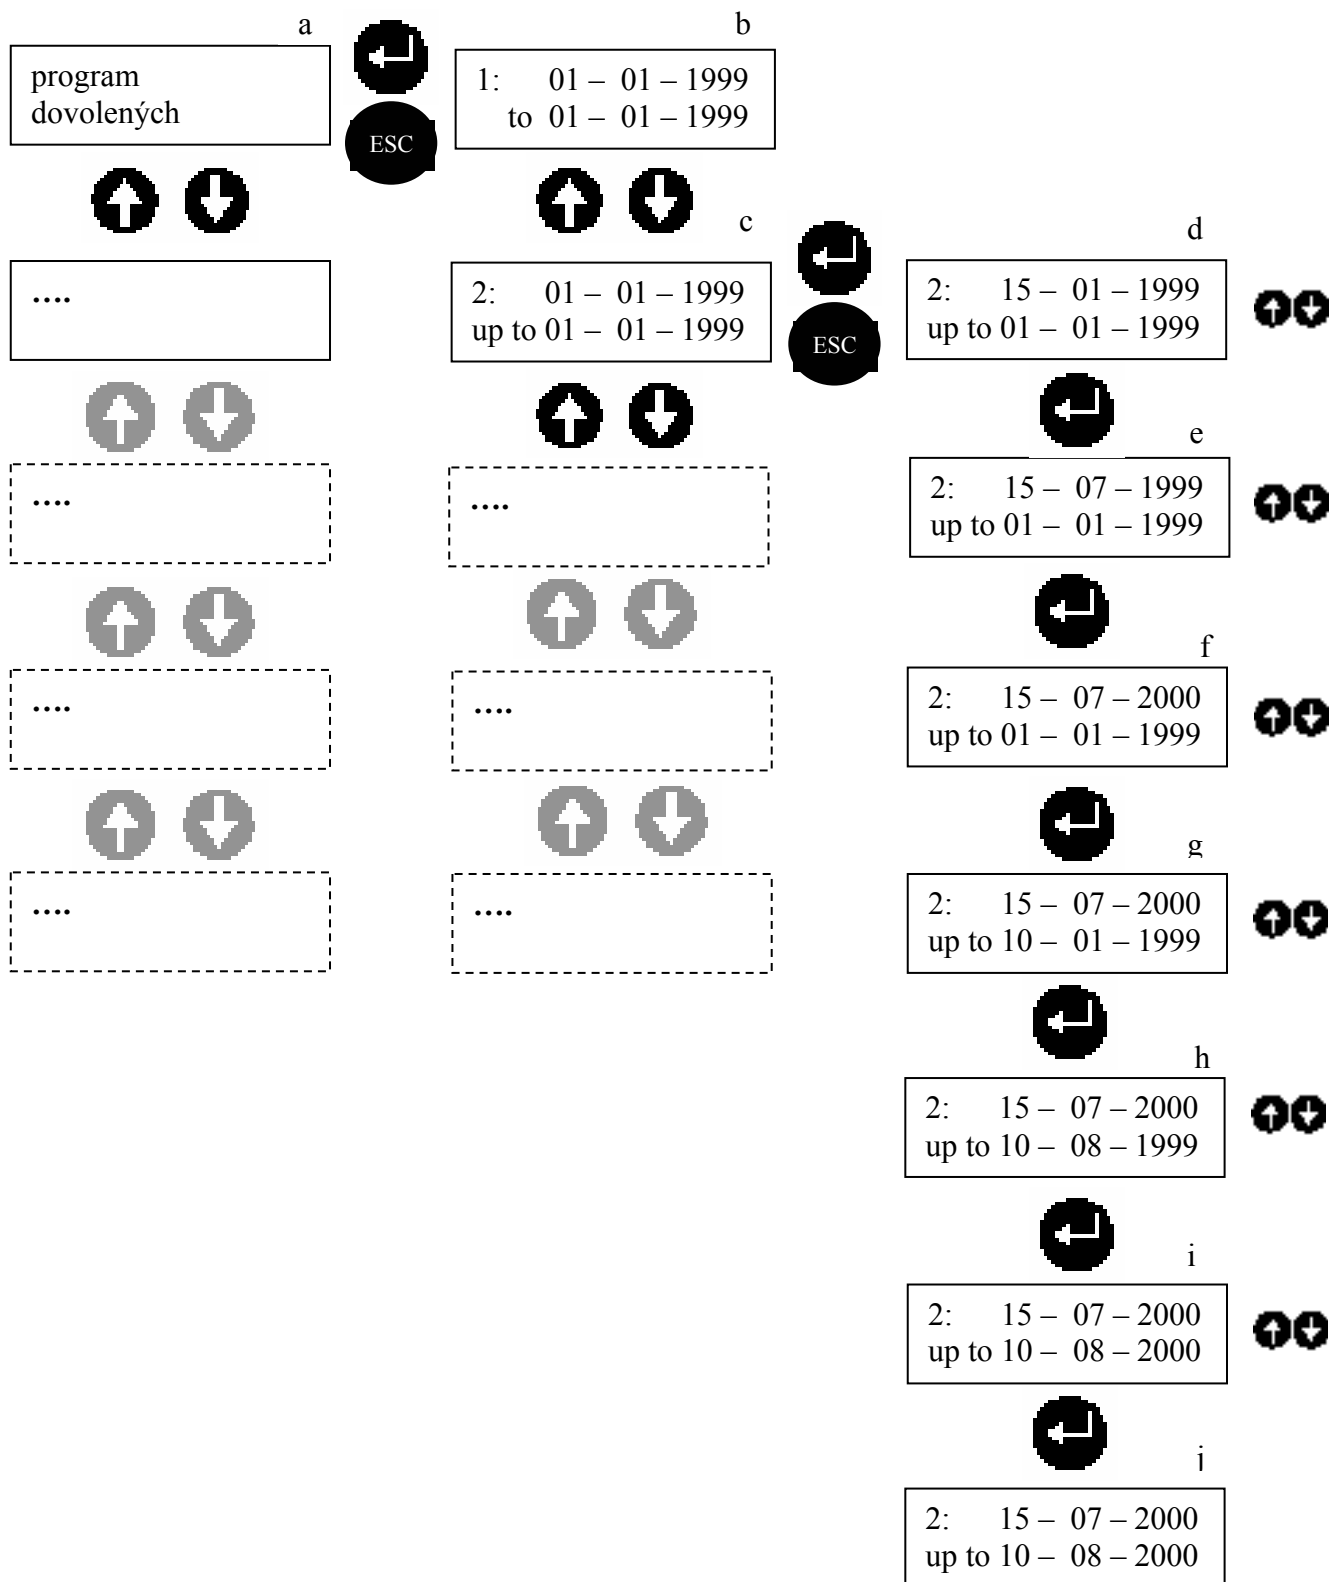 a
program
dovolených
ESC
b
1: 01 – 01 – 1999
to 01 – 01 – 1999
c
2: 01 – 01 – 1999
up to 01 – 01 – 1999
ESC
d
2: 15 – 01 – 1999
up to 01 – 01 – 1999
....
e
2: 15 – 07 – 1999
up to 01 – 01 – 1999
....
....
f
2: 15 – 07 – 2000
up to 01 – 01 – 1999
....
....
g
2: 15 – 07 – 2000
up to 10 – 01 – 1999
....
....
h
2: 15 – 07 – 2000
up to 10 – 08 – 1999
i
2: 15 – 07 – 2000
up to 10 – 08 – 2000
j
2: 15 – 07 – 2000
up to 10 – 08 – 2000